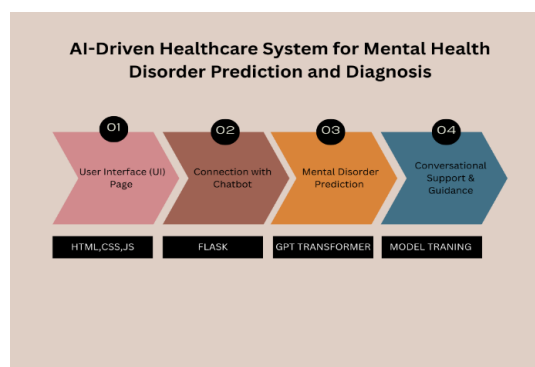 AI-Driven Healthcare System for Mental Health
Disorder Prediction and Diagnosis
01
User Interface (UI)
Page
HTML,CSS,JS
02
Connection with
Chatbot
FLASK
03
Mental Disorder
Prediction
GPT TRANSFORMER
04
Conversational
Support &
Guidance
MODEL TRANING